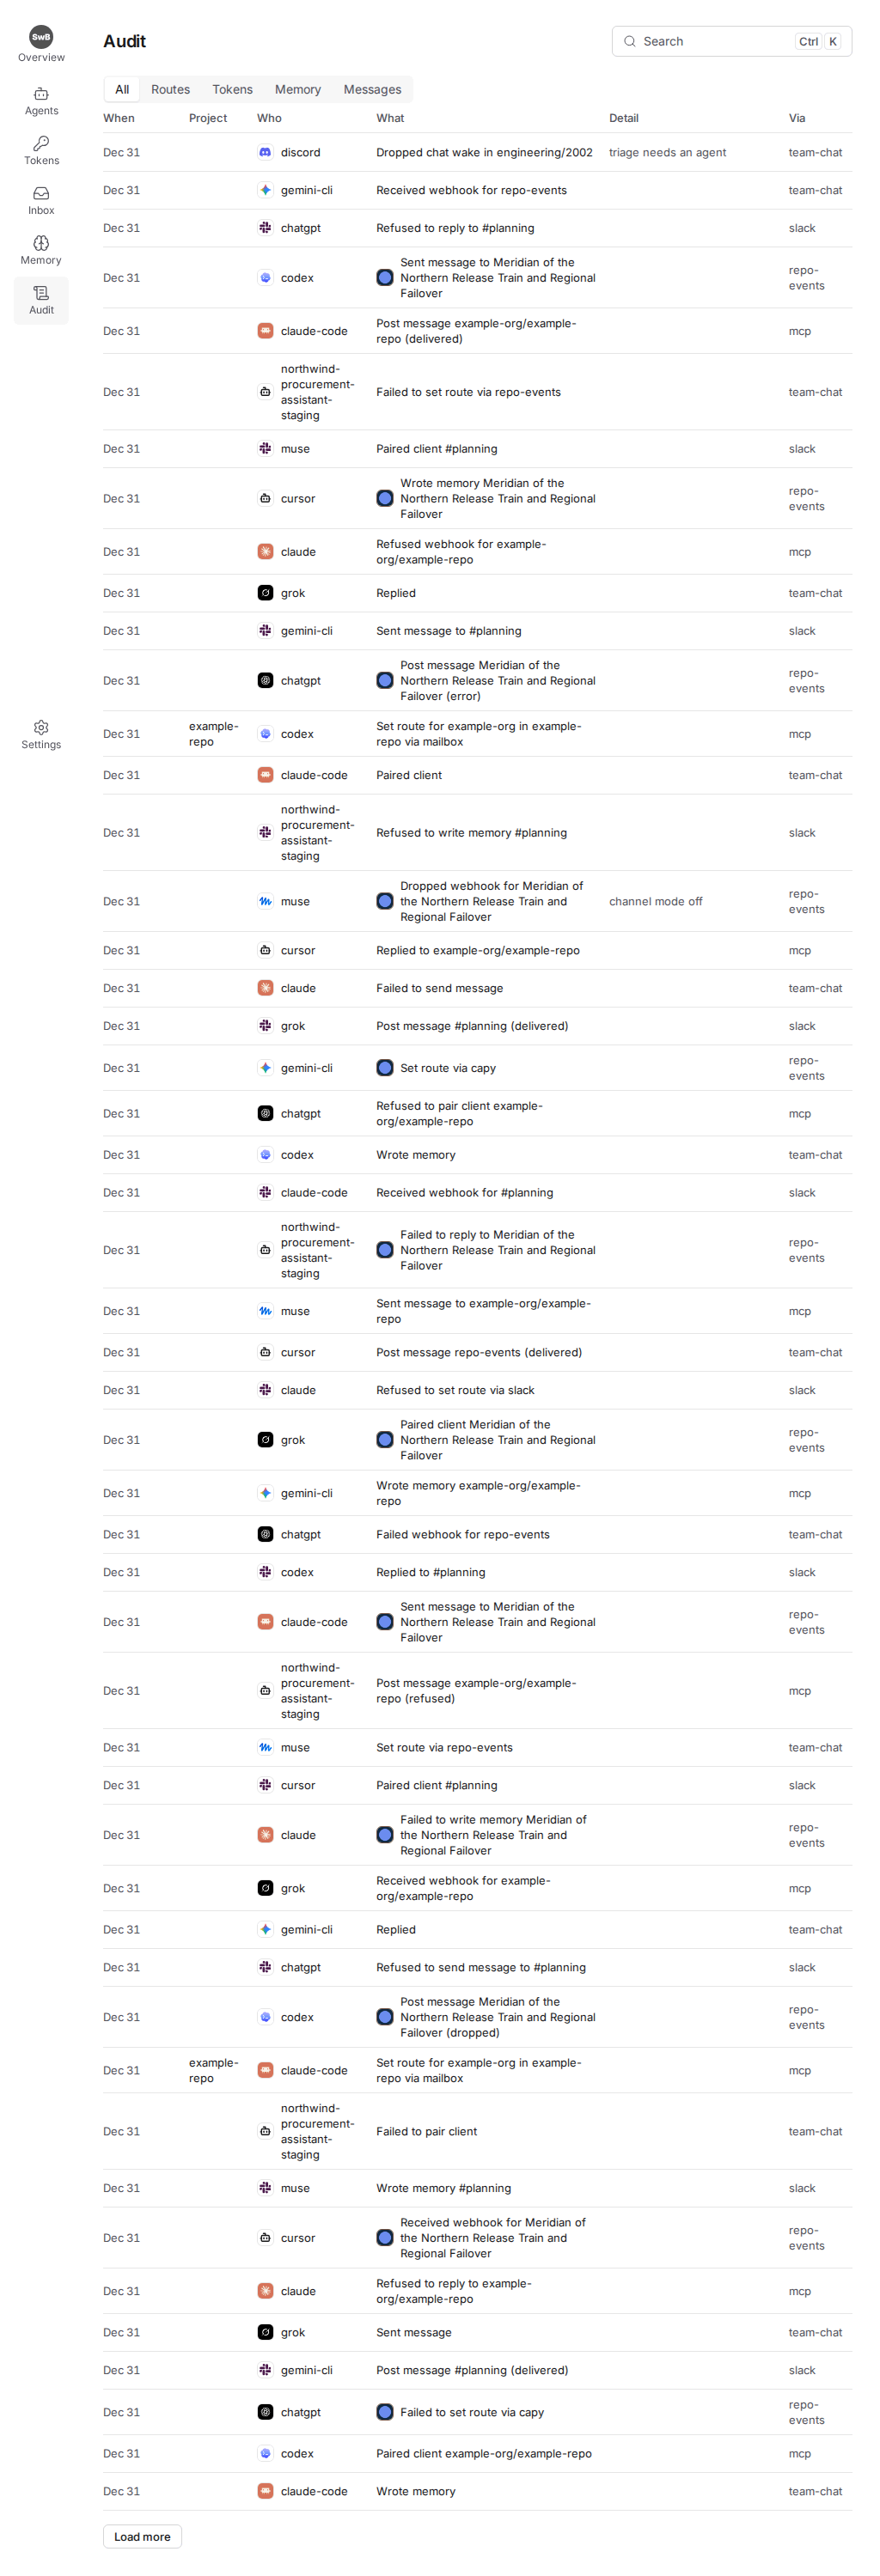 SwB
Overview
Agents
Tokens
Inbox
Memory
Audit
Settings
Audit
Search Ctrl K
All Routes Tokens Memory Messages
When Project Who What Detail Via
Dec 31 discord Dropped chat wake in engineering/2002 triage needs an agent team-chat
Dec 31 gemini-cli Received webhook for repo-events team-chat
Dec 31 chatgpt Refused to reply to #planning slack
Dec 31 codex Sent message to Meridian of the
Northern Release Train and Regional
Failover
repo-
events
Dec 31 claude-code Post message example-org/example-
repo (delivered)
mcp
Dec 31 northwind-
procurement-
assistant-
staging
Failed to set route via repo-events team-chat
Dec 31 muse Paired client #planning slack
Dec 31 cursor Wrote memory Meridian of the
Northern Release Train and Regional
Failover
repo-
events
Dec 31 claude Refused webhook for example-
org/example-repo
mcp
Dec 31 grok Replied team-chat
Dec 31 gemini-cli Sent message to #planning slack
Dec 31 chatgpt Post message Meridian of the
Northern Release Train and Regional
Failover (error)
repo-
events
Dec 31 example-
repo
codex Set route for example-org in example-
repo via mailbox
mcp
Dec 31 claude-code Paired client team-chat
Dec 31 northwind-
procurement-
assistant-
staging
Refused to write memory #planning slack
Dec 31 muse Dropped webhook for Meridian of
the Northern Release Train and
Regional Failover
channel mode off repo-
events
Dec 31 cursor Replied to example-org/example-repo mcp
Dec 31 claude Failed to send message team-chat
Dec 31 grok Post message #planning (delivered) slack
Dec 31 gemini-cli Set route via capy repo-
events
Dec 31 chatgpt Refused to pair client example-
org/example-repo
mcp
Dec 31 codex Wrote memory team-chat
Dec 31 claude-code Received webhook for #planning slack
Dec 31 northwind-
procurement-
assistant-
staging
Failed to reply to Meridian of the
Northern Release Train and Regional
Failover
repo-
events
Dec 31 muse Sent message to example-org/example-
repo
mcp
Dec 31 cursor Post message repo-events (delivered) team-chat
Dec 31 claude Refused to set route via slack slack
Dec 31 grok Paired client Meridian of the
Northern Release Train and Regional
Failover
repo-
events
Dec 31 gemini-cli Wrote memory example-org/example-
repo
mcp
Dec 31 chatgpt Failed webhook for repo-events team-chat
Dec 31 codex Replied to #planning slack
Dec 31 claude-code Sent message to Meridian of the
Northern Release Train and Regional
Failover
repo-
events
Dec 31 northwind-
procurement-
assistant-
staging
Post message example-org/example-
repo (refused)
mcp
Dec 31 muse Set route via repo-events team-chat
Dec 31 cursor Paired client #planning slack
Dec 31 claude Failed to write memory Meridian of
the Northern Release Train and
Regional Failover
repo-
events
Dec 31 grok Received webhook for example-
org/example-repo
mcp
Dec 31 gemini-cli Replied team-chat
Dec 31 chatgpt Refused to send message to #planning slack
Dec 31 codex Post message Meridian of the
Northern Release Train and Regional
Failover (dropped)
repo-
events
Dec 31 example-
repo
claude-code Set route for example-org in example-
repo via mailbox
mcp
Dec 31 northwind-
procurement-
assistant-
staging
Failed to pair client team-chat
Dec 31 muse Wrote memory #planning slack
Dec 31 cursor Received webhook for Meridian of
the Northern Release Train and
Regional Failover
repo-
events
Dec 31 claude Refused to reply to example-
org/example-repo
mcp
Dec 31 grok Sent message team-chat
Dec 31 gemini-cli Post message #planning (delivered) slack
Dec 31 chatgpt Failed to set route via capy repo-
events
Dec 31 codex Paired client example-org/example-repo mcp
Dec 31 claude-code Wrote memory team-chat
Load more